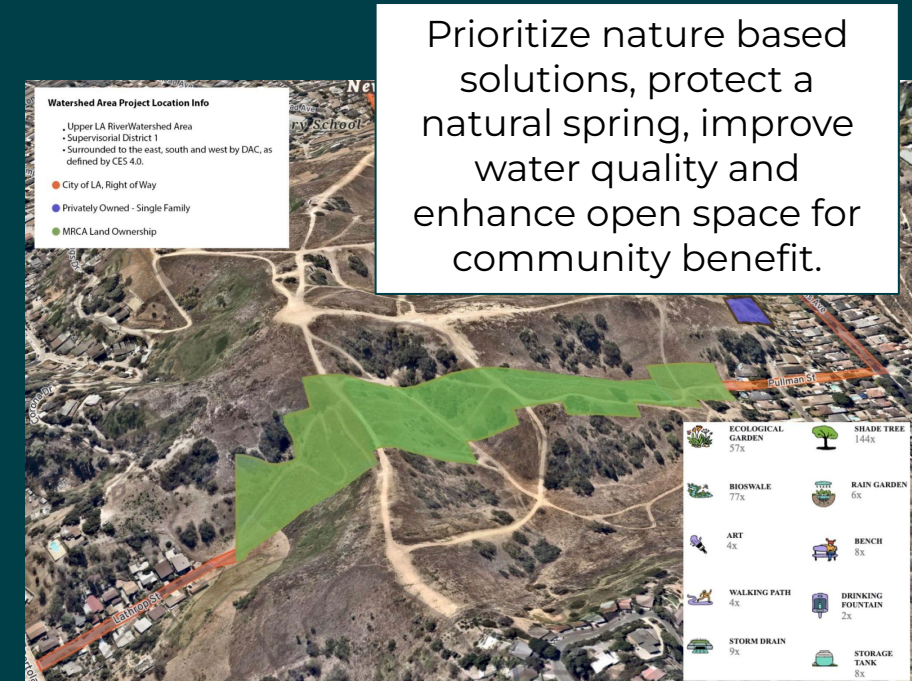 Prioritize nature based
solutions, protect a
natural spring, improve
water quality and
enhance open space for
community benefit.
Watershed Area Project Location Info
• Upper LA RiverWatershed Area
• Supervisorial District 1
• Surrounded to the east, south and west by DAC, as
defined by CES 4.0.
City of LA, Right of Way
Privately Owned - Single Family
MRCA Land Ownership
School
Corona Dr
Pullman St
Lathrop St
ECOLOGICAL
GARDEN
57x
SHADE TREE
144x
BIOSWALE
77x
RAIN GARDEN
6x
ART
4x
BENCH
8x
WALKING PATH
4x
DRINKING
FOUNTAIN
2x
STORM DRAIN
9x
STORAGE
TANK
8x